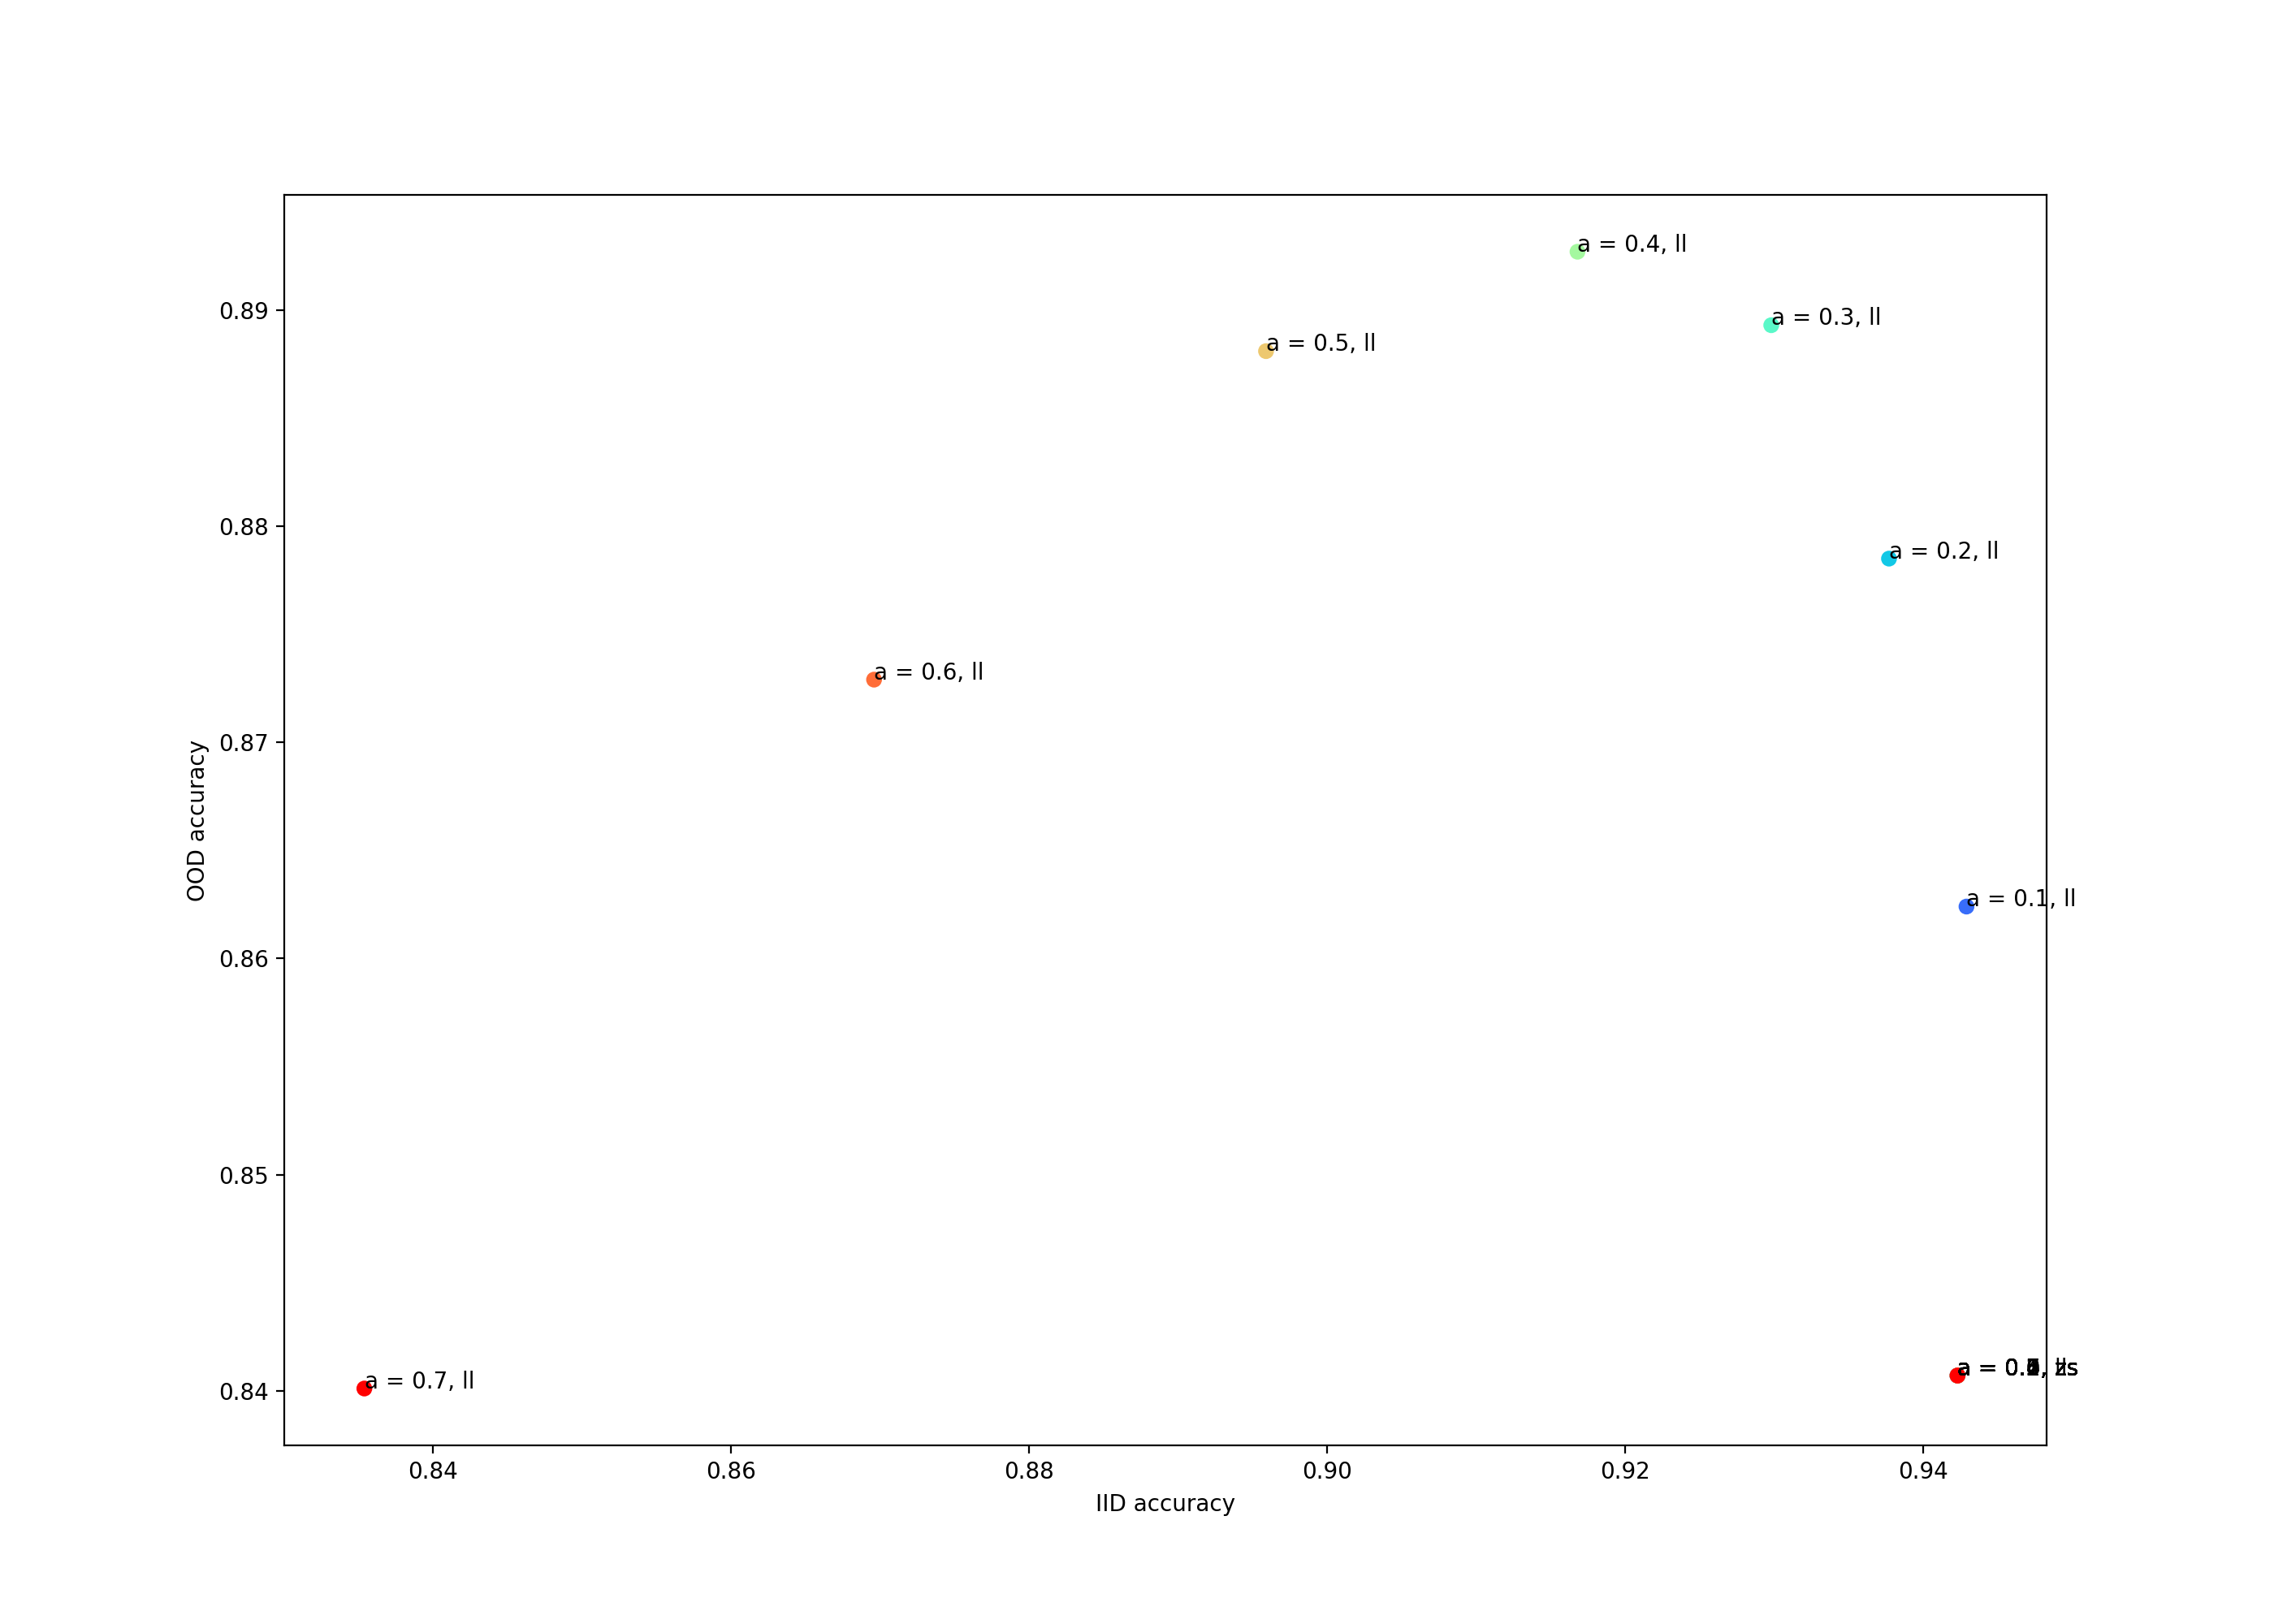 a = 0.4, ll
a = 0.3, ll
a = 0.5, ll
a = 0.2, ll
a = 0.6, ll
a = 0.1, ll
a = 0.7, ll
a = 0.
0.89
0.88
0.87
0.86
0.85
0.84
OOD accuracy
0.84
0.86
0.88
0.90
0.92
0.94
IID accuracy